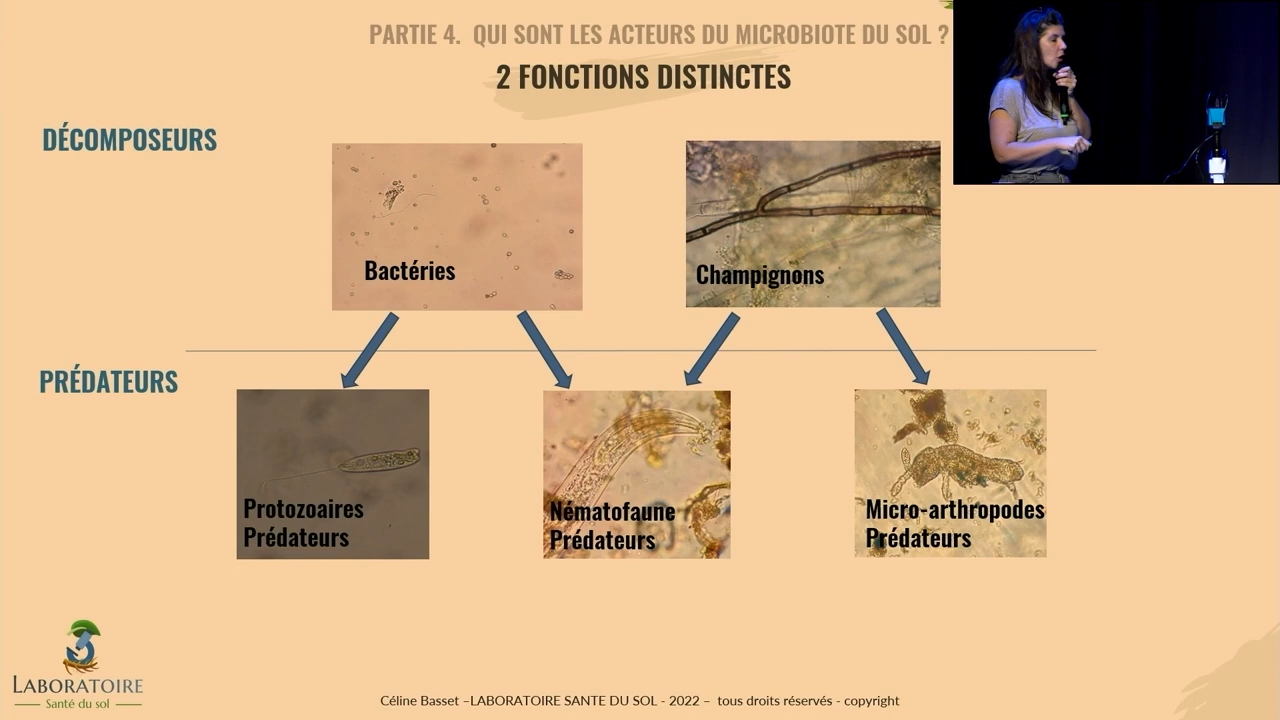 PARTIE 4. QUI SONT LES ACTEURS DU MICROBIOTE DU SOL ?
2 FONCTIONS DISTINCTES
DÉCOMPOSEURS
Bactéries
Champignons
PRÉDATEURS
Protozoaires
Prédateurs
Nématofaune
Prédateurs
Micro-arthropodes
Prédateurs
LABORATOIRE
Santé du sol
Céline Basset –LABORATOIRE SANTE DU SOL - 2022 – tous droits réservés - copyright